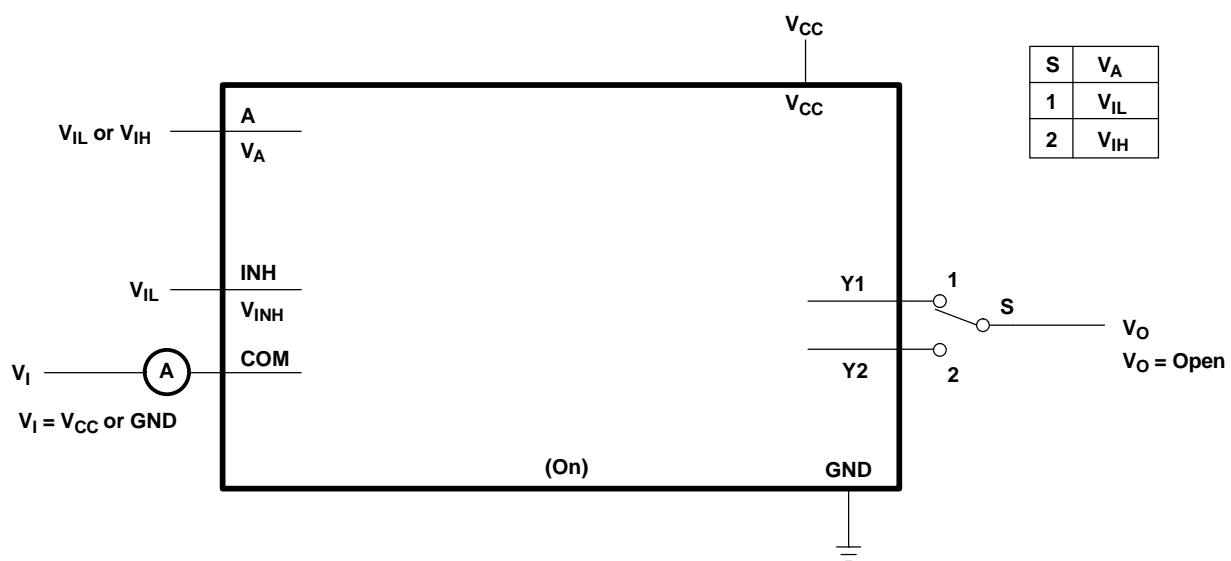 VCC
S VA
1 VIL
2 VIH
VCC
A
VIL or VIH
VA
INH
VIL
VINH
Y1
1
S
VO
COM
VI
A
Y2
2
VO = Open
VI = VCC or GND
(On)
GND